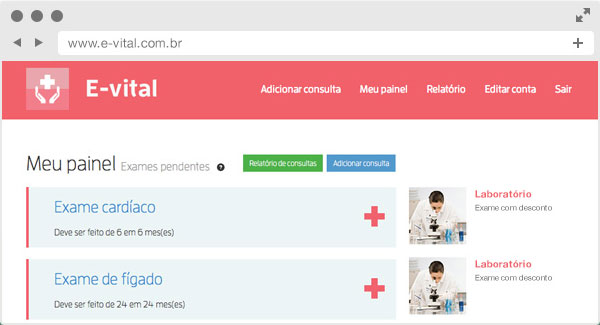 www.e-vital.com.br
E-vital
Adicionar consulta Meu painel Relatório Editar conta Sair
Meu painel Exames pendentes ?
Relatório de consultas Adicionar consulta
Exame cardíaco
Deve ser feito de 6 em 6 mes(es)
Laboratório
Exame com desconto
Exame de fígado
Deve ser feito de 24 em 24 mes(es)
Laboratório
Exame com desconto